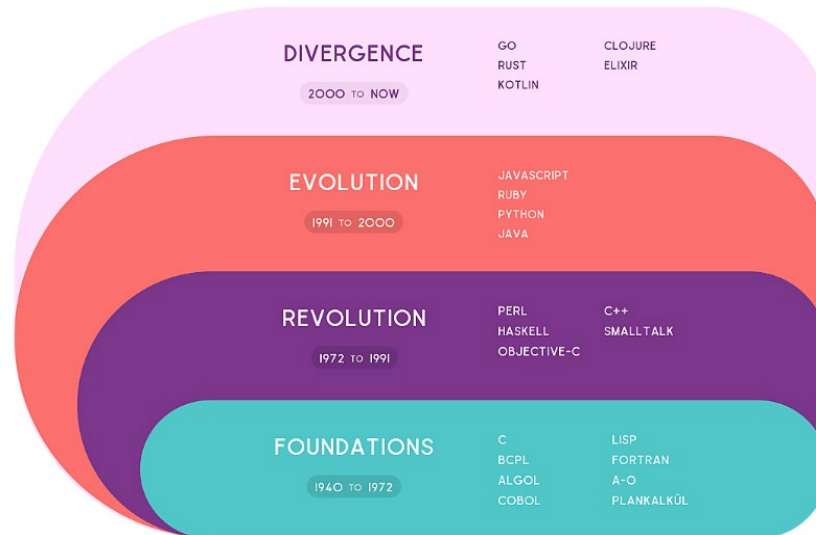 DIVERGENCE
2000 TO NOW
GO
RUST
KOTLIN
CLOJURE
ELIXIR
EVOLUTION
1991 TO 2000
JAVASCRIPT
RUBY
PYTHON
JAVA
REVOLUTION
1972 TO 1991
PERL
HASKELL
OBJECTIVE-C
C++
SMALLTALK
FOUNDATIONS
1940 TO 1972
C
BCPL
ALGOL
COBOL
LISP
FORTRAN
A-O
PLANKALKÜL